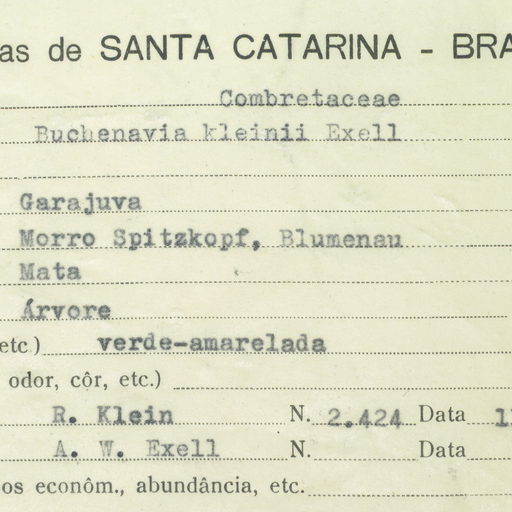 as de SANTA CATARINA - BRA
Combretaceae
Buchenavia kleinii Exell
Garajuva
Morro Spitzkopf, Blumenau
Mata
Árvore
etc.) verde-amarelada
odor, côr, etc.)
R. Klein N. 2.424 Data 1
A. W. Exell N. Data
os econôm., abundância, etc.